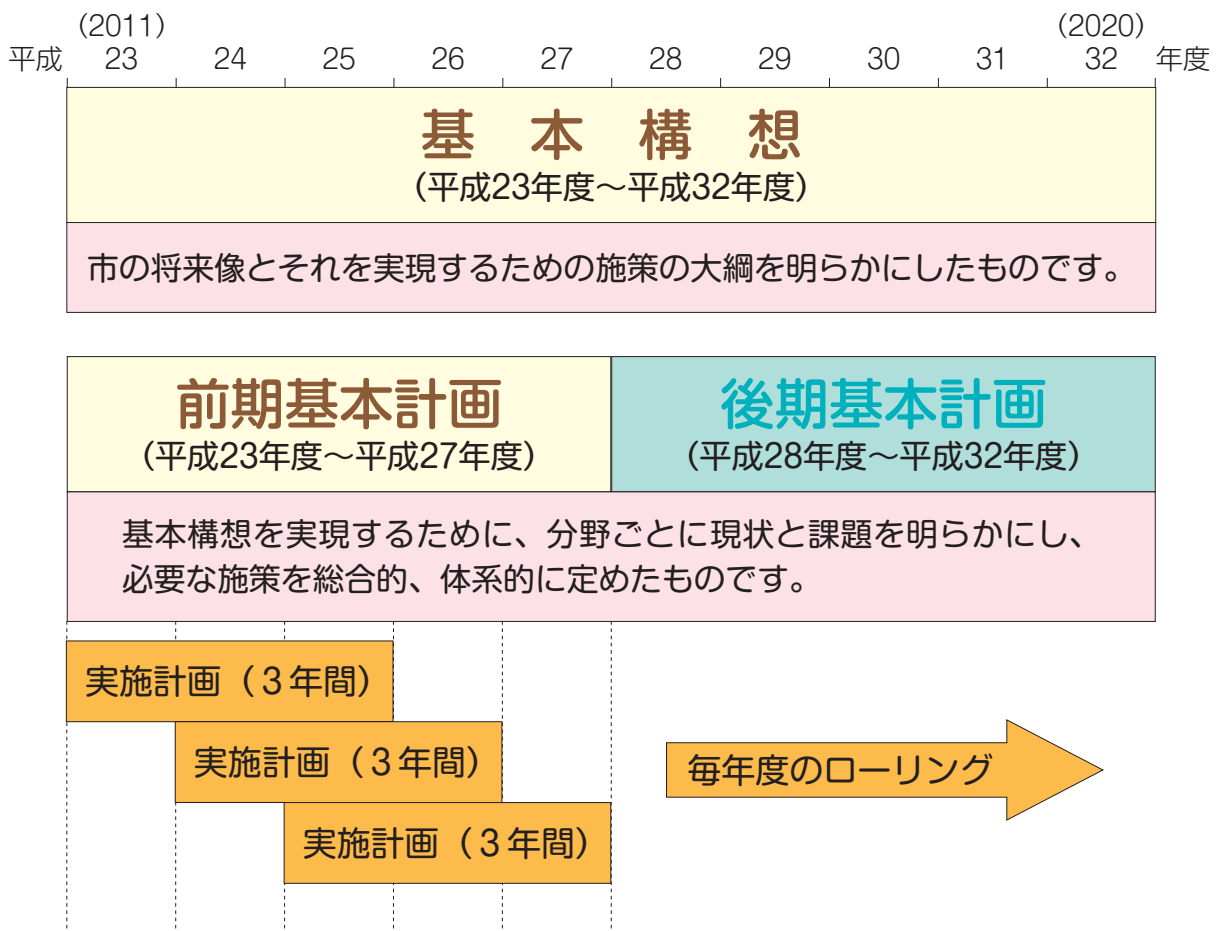 (2011) (2020)
平成 23 24 25 26 27 28 29 30 31 32 年度
基本構想
(平成23年度～平成32年度)
市の将来像とそれを実現するための施策の大綱を明らかにしたものです。
前期基本計画
(平成23年度～平成27年度)
後期基本計画
(平成28年度～平成32年度)
基本構想を実現するために、分野ごとに現状と課題を明らかにし、
必要な施策を総合的、体系的に定めたものです。
実施計画（３年間）
実施計画（３年間）
実施計画（３年間）
毎年度のローリング